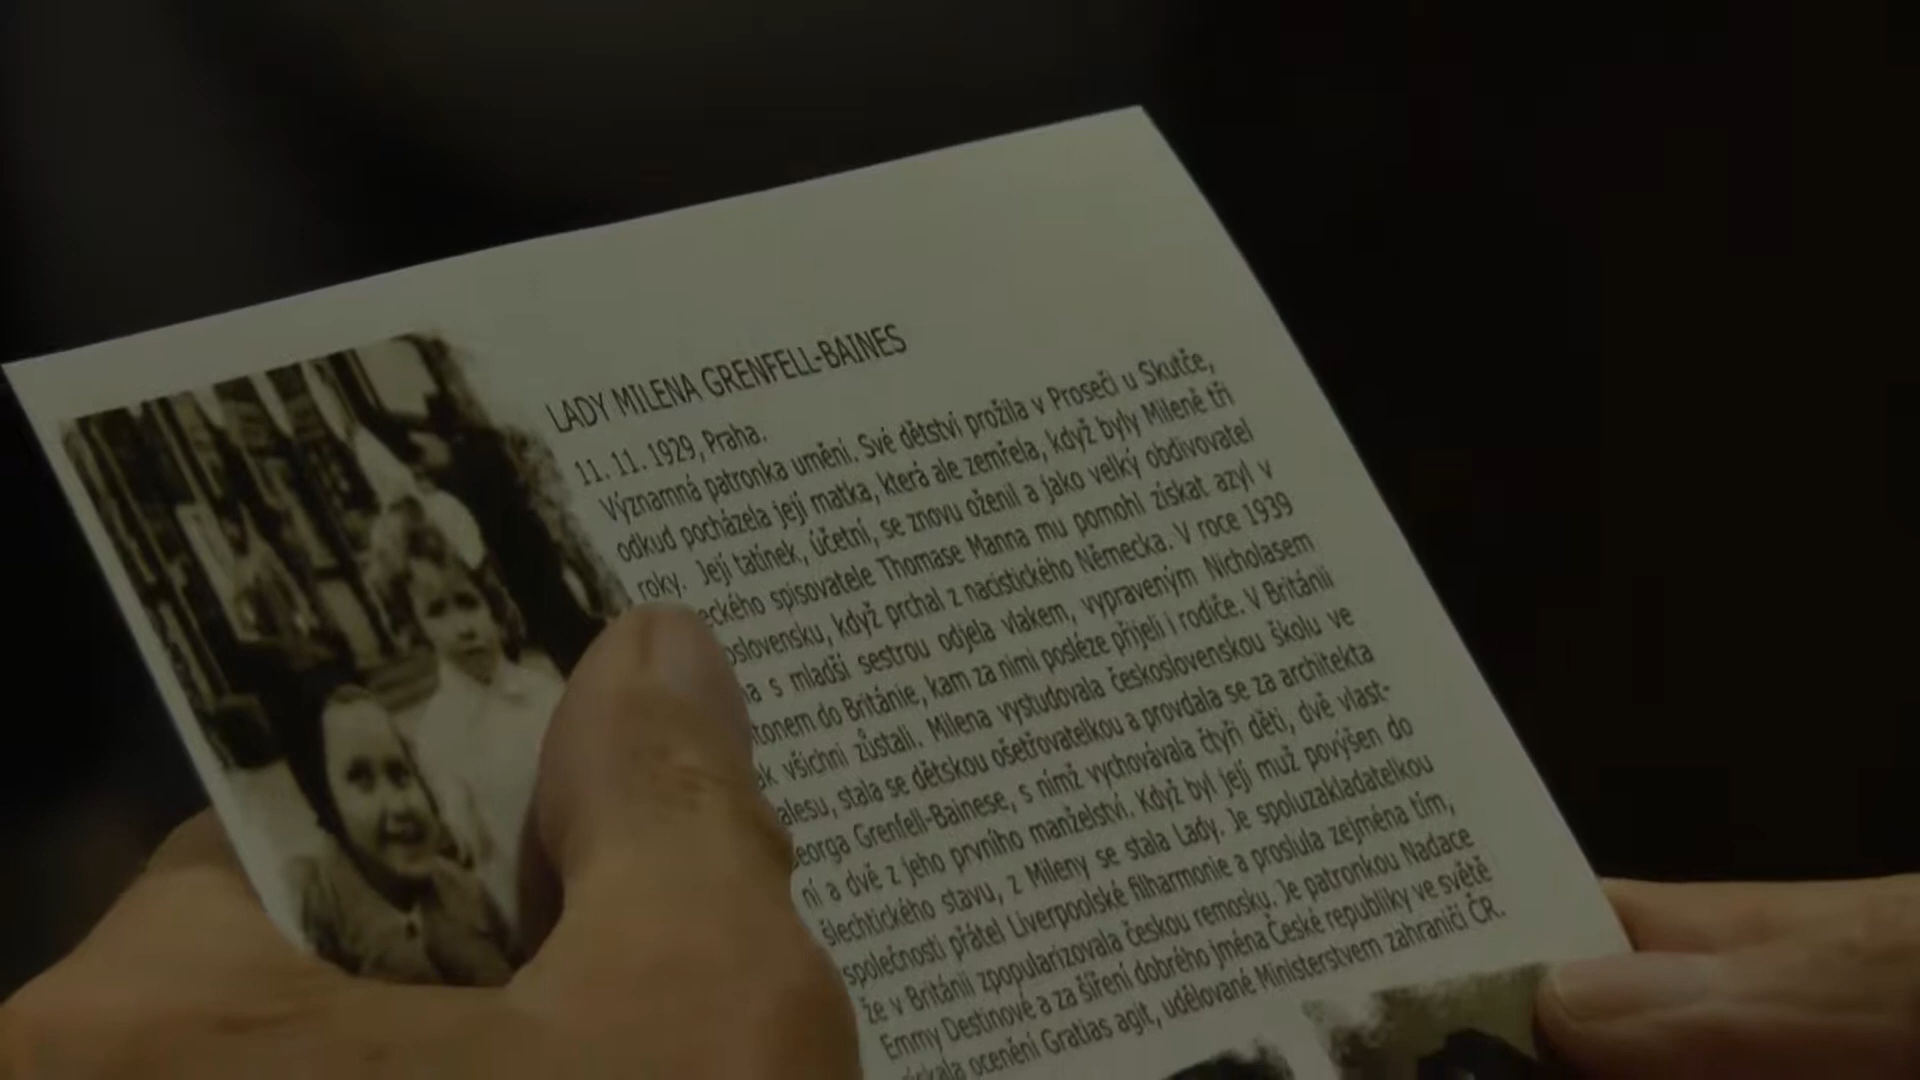 LADY MILENA GRENFELL-BAINES
11. 11. 1929, Praha.
Významná patronka umění. Své dětství prožila v Proseči u Skutče,
odkud pocházela její matka, která ale zemřela, když byly Mileně tři
roky. Její tatínek, účetní, se znovu oženil a jako velký obdivovatel
eckého spisovatele Thomase Manna mu pomohl získat azyl v
oslovensku, když prchal z nacistického Německa. V roce 1939
na s mladší sestrou odjela vlakem, vypraveným Nicholasem
tonem do Británie, kam za nimi posléze přijeli i rodiče. V Británii
ak všichni zůstali. Milena vystudovala československou školu ve
alesu, stala se dětskou ošetřovatelkou a provdala se za architekta
eorga Grenfell-Bainese, s nímž vychovávala čtyři děti, dvě vlast-
ní a dvě z jeho prvního manželství. Když byl její muž povýšen do
šlechtického stavu, z Mileny se stala Lady. Je spoluzakladatelkou
společnosti přátel Liverpoolské filharmonie a proslula zejména tím,
že v Británii zpopularizovala českou remosku. Je patronkou Nadace
Emmy Destinové a za šíření dobrého jména České republiky ve světě
získala ocenění Gratias agit, udělované Ministerstvem zahraničí ČR.